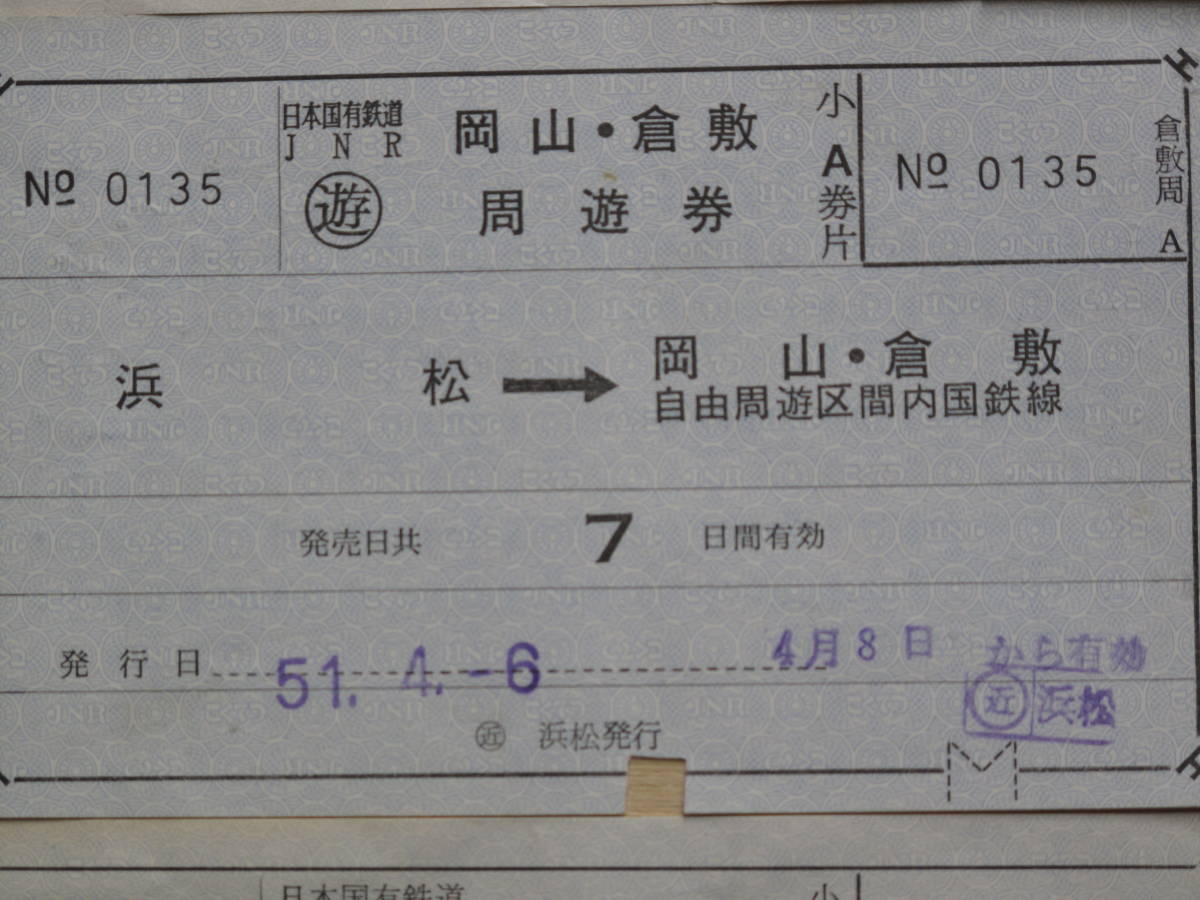 № 0135
日本国有鉄道
JNR
遊
岡山・倉敷
周遊券
小
A
券片
№ 0135
倉敷周
A
浜松→岡山・倉敷
自由周遊区間内国鉄線
発売日共 7 日間有効
発行日 51. 4. -6
4月8日から有効
近 浜松
近 浜松発行
日本国有鉄道
小